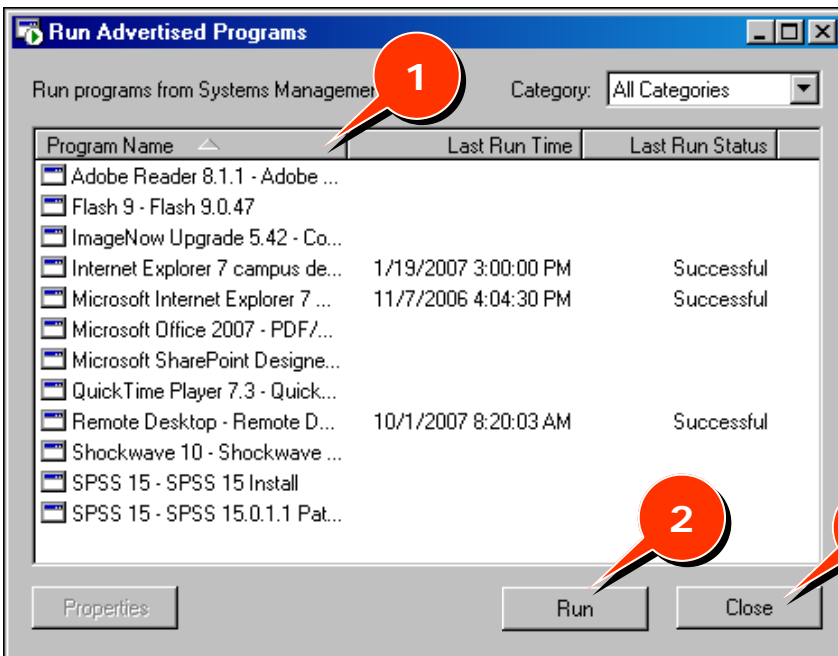 Run Advertised Programs
Run programs from Systems Manageme
1
Category: All Categories
Program Name Last Run Time Last Run Status
Adobe Reader 8.1.1 - Adobe ...
Flash 9 - Flash 9.0.47
ImageNow Upgrade 5.42 - Co...
Internet Explorer 7 campus de... 1/19/2007 3:00:00 PM Successful
Microsoft Internet Explorer 7 ... 11/7/2006 4:04:30 PM Successful
Microsoft Office 2007 - PDF/...
Microsoft SharePoint Designe...
QuickTime Player 7.3 - Quick...
Remote Desktop - Remote D... 10/1/2007 8:20:03 AM Successful
Shockwave 10 - Shockwave ...
SPSS 15 - SPSS 15 Install
SPSS 15 - SPSS 15.0.1.1 Pat...
2
Properties Run Close